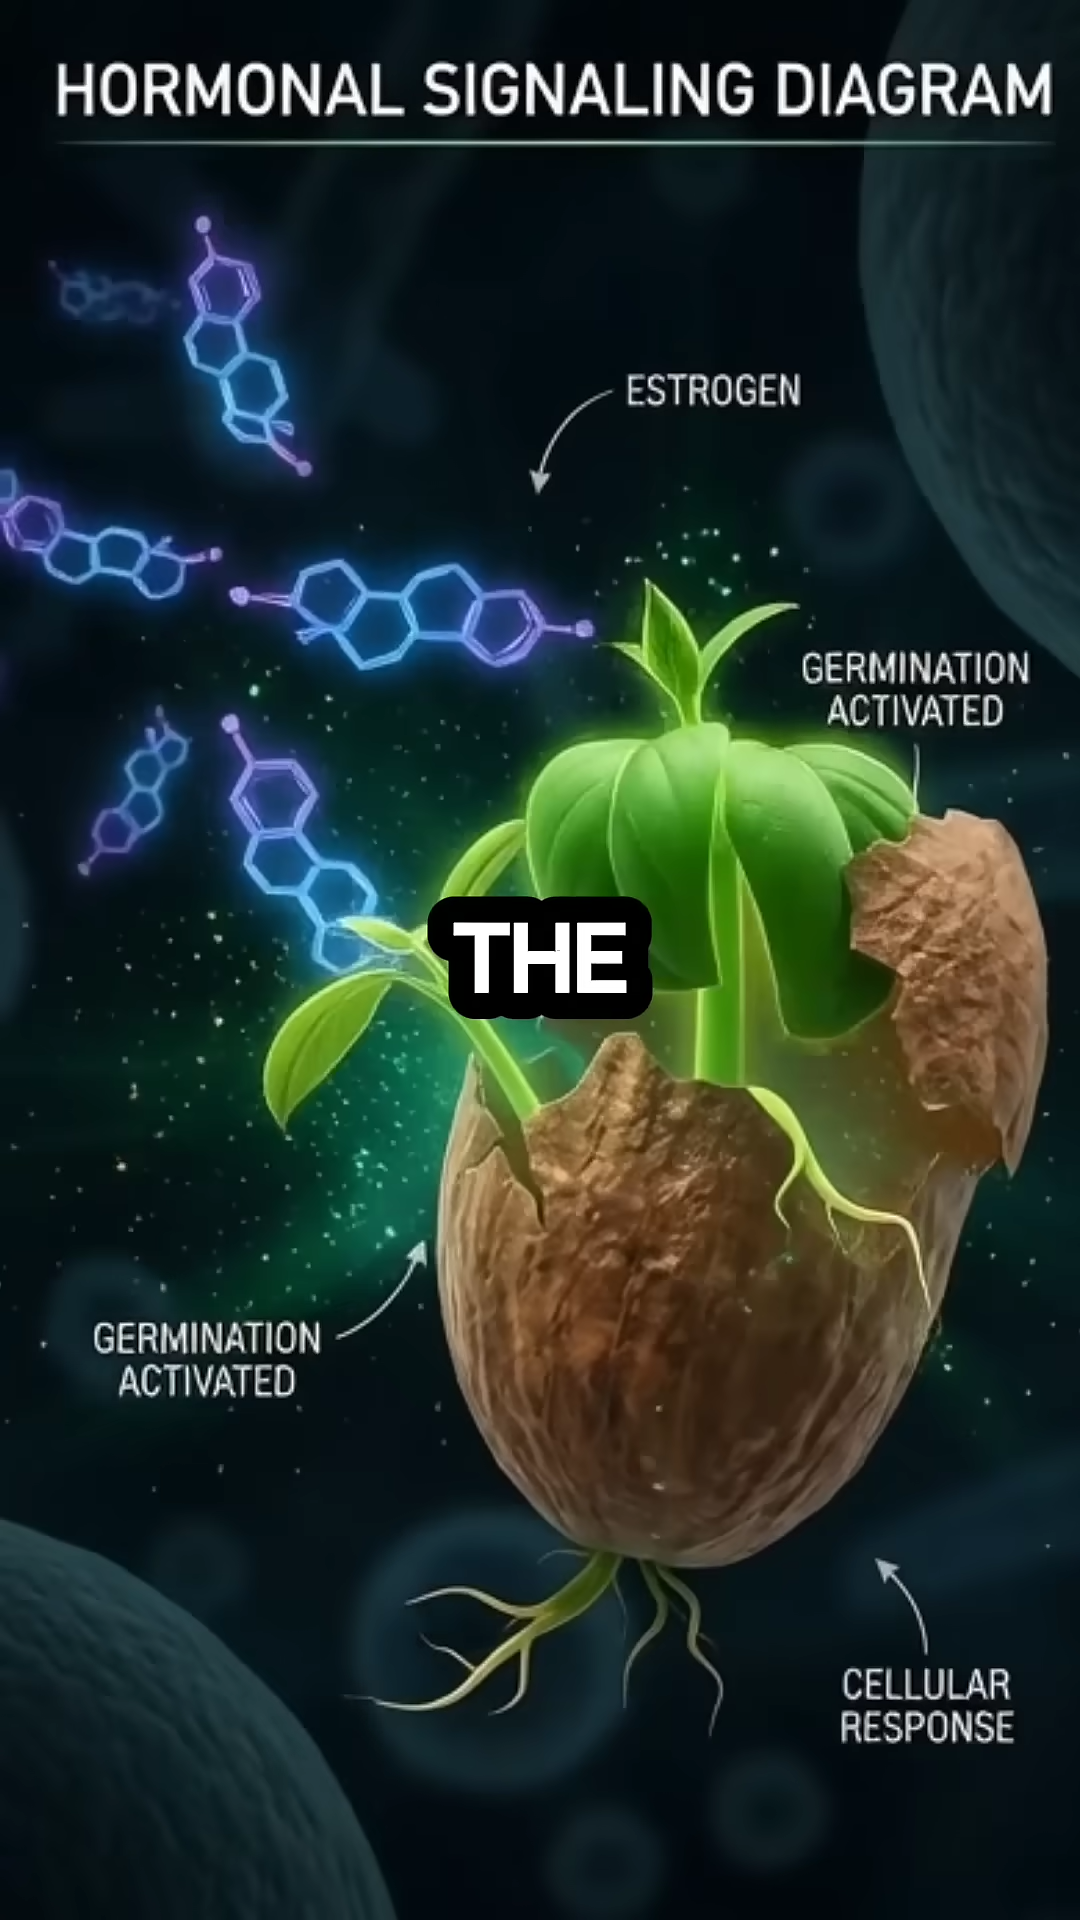 HORMONAL SIGNALING DIAGRAM
ESTROGEN
GERMINATION
ACTIVATED
THE
GERMINATION
ACTIVATED
CELLULAR
RESPONSE